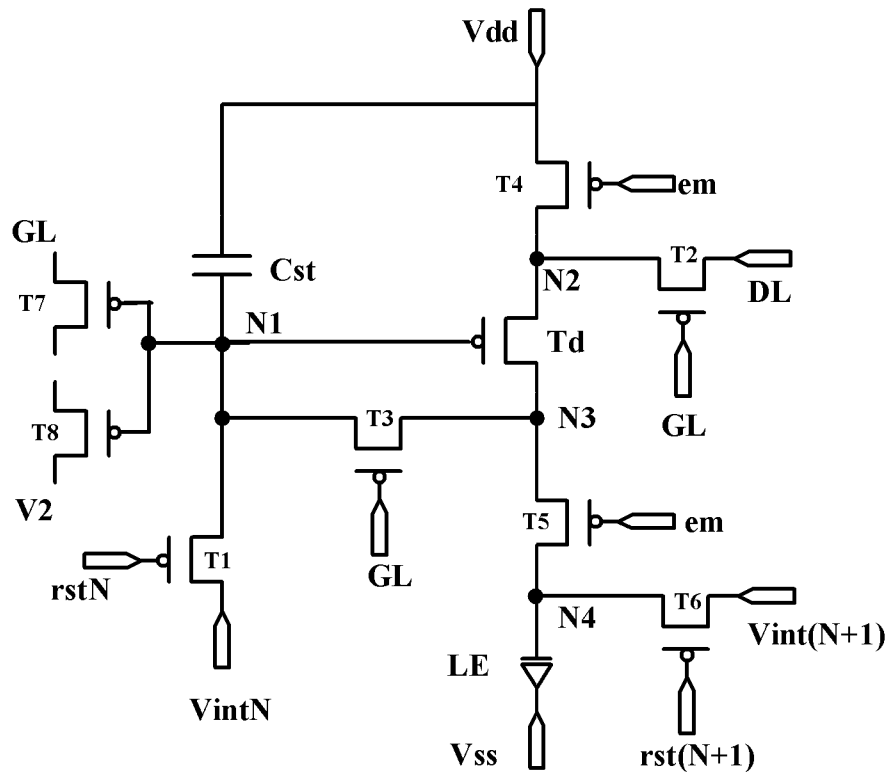 Vdd
T4
em
GL
T2
Cst
N2
DL
T7
N1
Td
T8
T3
N3
GL
V2
T5
em
T1
rstN
GL
T6
N4
Vint(N+1)
LE
VintN
Vss
rst(N+1)